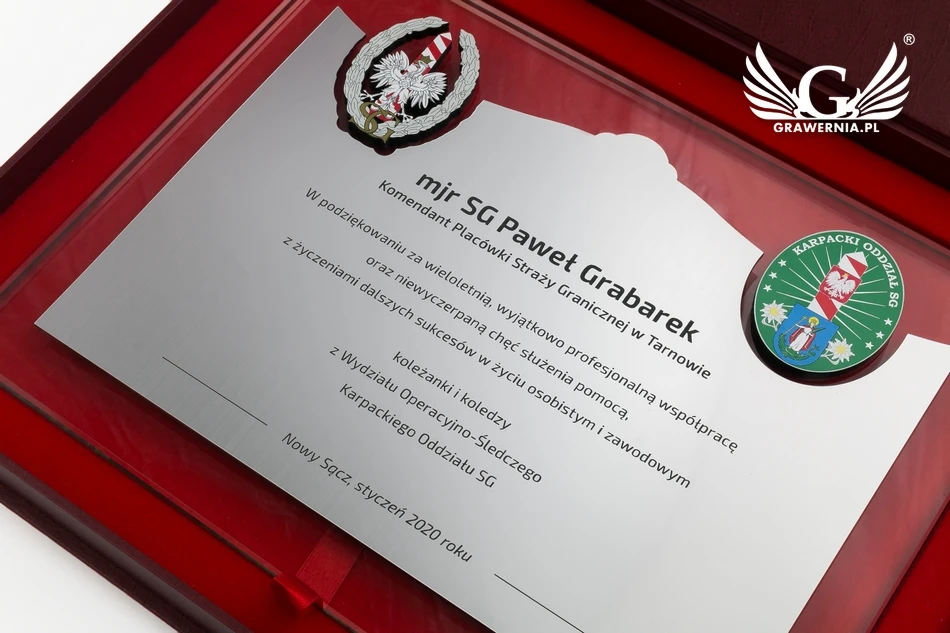 G®
GRAWERNIA.PL
SG
KARPACKI ODDZIAŁ SG
mjr SG Paweł Grabarek
Komendant Placówki Straży Granicznej w Tarnowie
W podziękowaniu za wieloletnią, wyjątkowo profesjonalną współpracę
oraz niewyczerpaną chęć służenia pomocą,
z życzeniami dalszych sukcesów w życiu osobistym i zawodowym
koleżanki i koledzy
z Wydziału Operacyjno-Śledczego
Karpackiego Oddziału SG
Nowy Sącz, styczeń 2020 roku